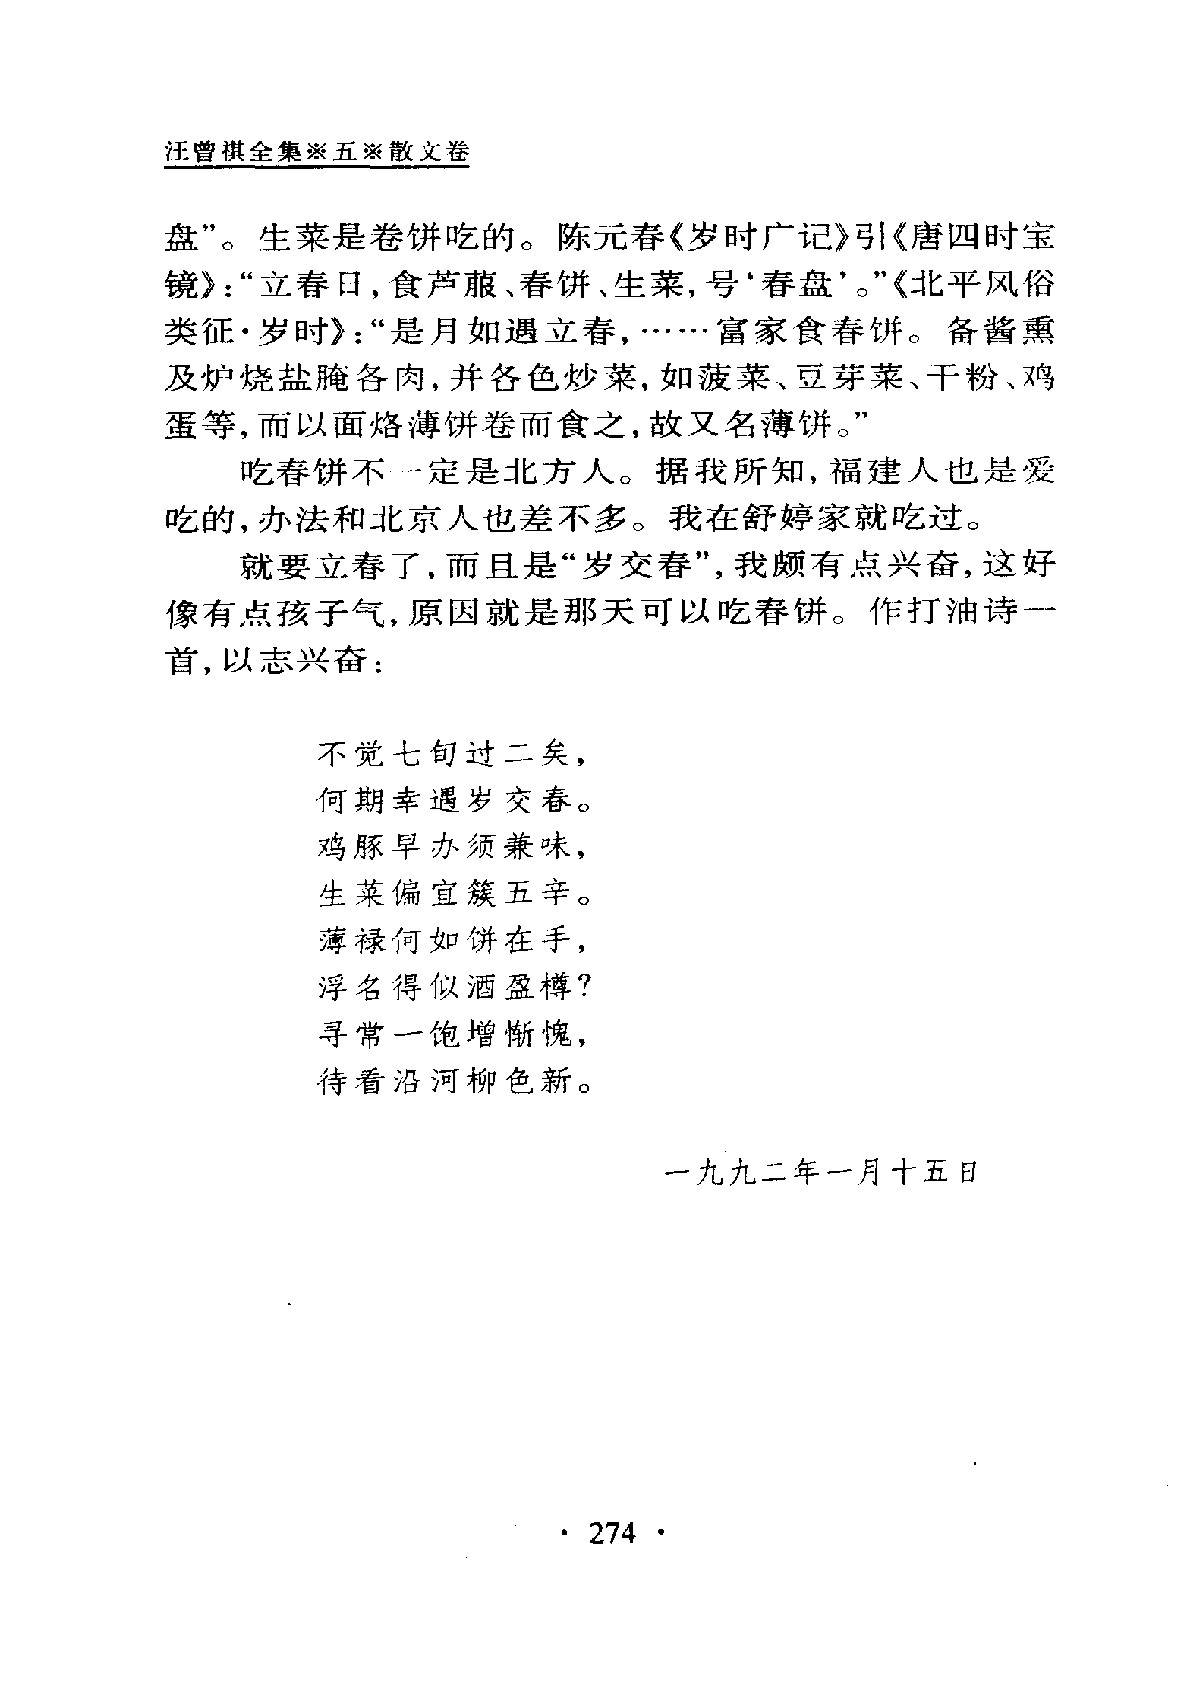 汪曾祺全集※五※散文卷
盘”。生菜是卷饼吃的。陈元春《岁时广记》引《唐四时宝
镜》:“立春日,食芦菔、春饼、生菜,号‘春盘’。”《北平风俗
类征·岁时》:“是月如遇立春,……富家食春饼。备酱熏
及炉烧盐腌各肉,并各色炒菜,如菠菜、豆芽菜、干粉、鸡
蛋等,而以面烙薄饼卷而食之,故又名薄饼。”
吃春饼不一定是北方人。据我所知,福建人也是爱
吃的,办法和北京人也差不多。我在舒婷家就吃过。
就要立春了,而且是“岁交春”,我颇有点兴奋,这好
像有点孩子气,原因就是那天可以吃春饼。作打油诗一
首,以志兴奋:
不觉七旬过二矣,
何期幸遇岁交春。
鸡豚早办须兼味,
生菜偏宜簇五辛。
薄禄何如饼在手,
浮名得似酒盈樽?
寻常一饱增惭愧,
待看沿河柳色新。
一九九二年一月十五日
· 274 ·